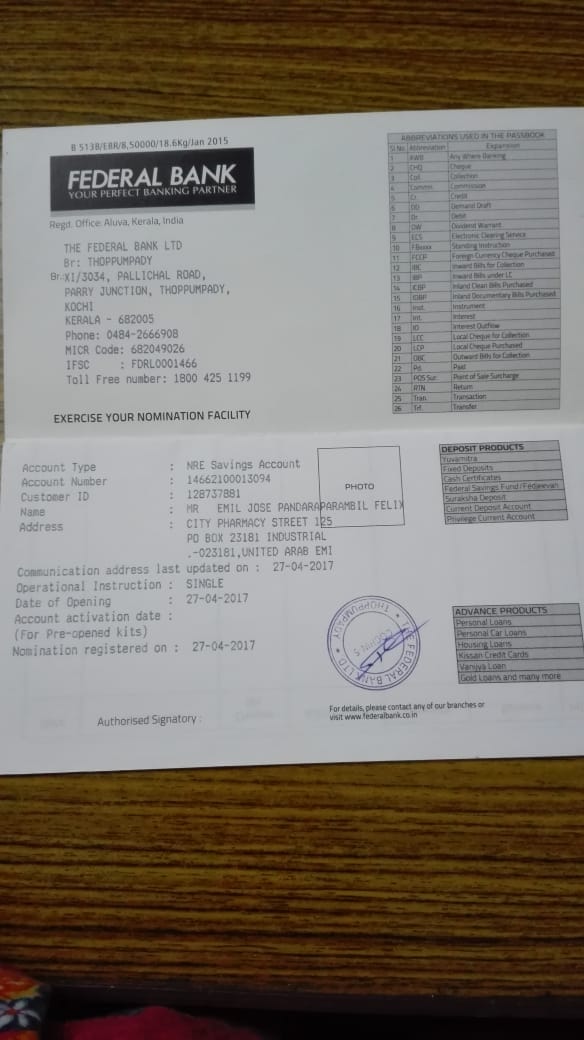 B 513B/EBR/8,50000/18.6Kg/Jan 2015
FEDERAL BANK
YOUR PERFECT BANKING PARTNER
Regd. Office: Aluva, Kerala, India
THE FEDERAL BANK LTD
Br: THOPPUMPADY
Br.XI/3034, PALLICHAL ROAD,
PARRY JUNCTION, THOPPUMPADY,
KOCHI
KERALA - 682005
Phone: 0484-2666908
MICR Code: 682049026
IFSC : FDRL0001466
Toll Free number: 1800 425 1199
EXERCISE YOUR NOMINATION FACILITY
ABBREVIATIONS USED IN THE PASSBOOK
Sl No. Abbreviation Expansion
1 AWB Any Where Banking
2 CHQ Cheque
3 Coll. Collection
4 Commn. Commission
5 Cr. Credit
6 DD Demand Draft
7 Dr. Debit
8 DW Dividend Warrant
9 ECS Electronic Clearing Service
10 FBxxxx Standing Instruction
11 FCCP Foreign Currency Cheque Purchased
12 IBC Inward Bills for Collection
13 IBP Inward Bills under LC
14 ICBP Inland Clean Bills Purchased
15 IDBP Inland Documentary Bills Purchased
16 Inst. Instrument
17 Int. Interest
18 IO Interest Outflow
19 LCC Local Cheque for Collection
20 LCP Local Cheque Purchased
21 OBC Outward Bills for Collection
22 Pd. Paid
23 POS Sur. Point of Sale Surcharge
24 RTN Return
25 Tran. Transaction
26 Trf. Transfer
Account Type : NRE Savings Account
Account Number : 14662100013094
Customer ID : 128737881
Name : MR EMIL JOSE PANDARAPARAMBIL FELIX
Address : CITY PHARMACY STREET 125
PO BOX 23181 INDUSTRIAL
.-023181,UNITED ARAB EMI
Communication address last updated on : 27-04-2017
Operational Instruction : SINGLE
Date of Opening : 27-04-2017
Account activation date :
(For Pre-opened kits)
Nomination registered on : 27-04-2017
Authorised Signatory :
PHOTO
DEPOSIT PRODUCTS
Yuvamitra
Fixed Deposits
Cash Certificates
Federal Savings Fund/Fedjeevan
Suraksha Deposit
Current Deposit Account
Privilege Current Account
THE FEDERAL BANK LTD
THOPPUMPADY
COCHIN 5
ADVANCE PRODUCTS
Personal Loans
Personal Car Loans
Housing Loans
Kissan Credit Cards
Vanijya Loan
Gold Loans and many more
For details, please contact any of our branches or
visit www.federalbank.co.in